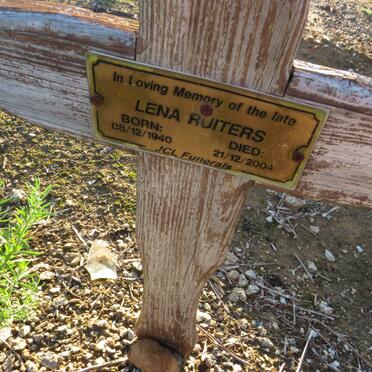 In Loving Memory of the late
LENA RUITERS
BORN: DIED:
08/12/1940 21/12/2004
JCL Funerals